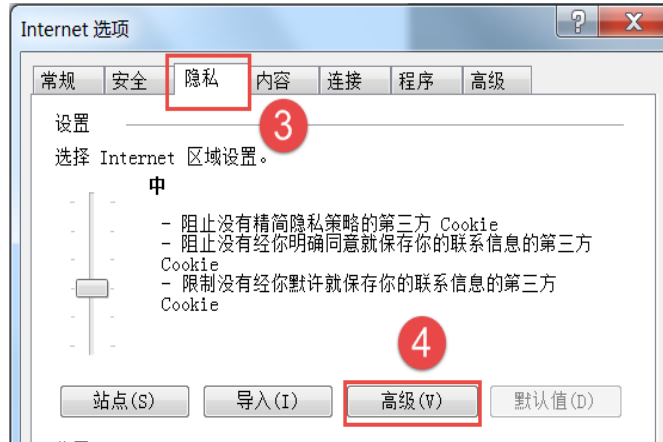 Internet 选项
常规 安全 隐私 内容 连接 程序 高级
3
设置
选择 Internet 区域设置。
中
- 阻止没有精简隐私策略的第三方 Cookie
- 阻止没有经你明确同意就保存你的联系信息的第三方
Cookie
- 限制没有经你默许就保存你的联系信息的第三方
Cookie
4
站点(S) 导入(I) 高级(V) 默认值(D)